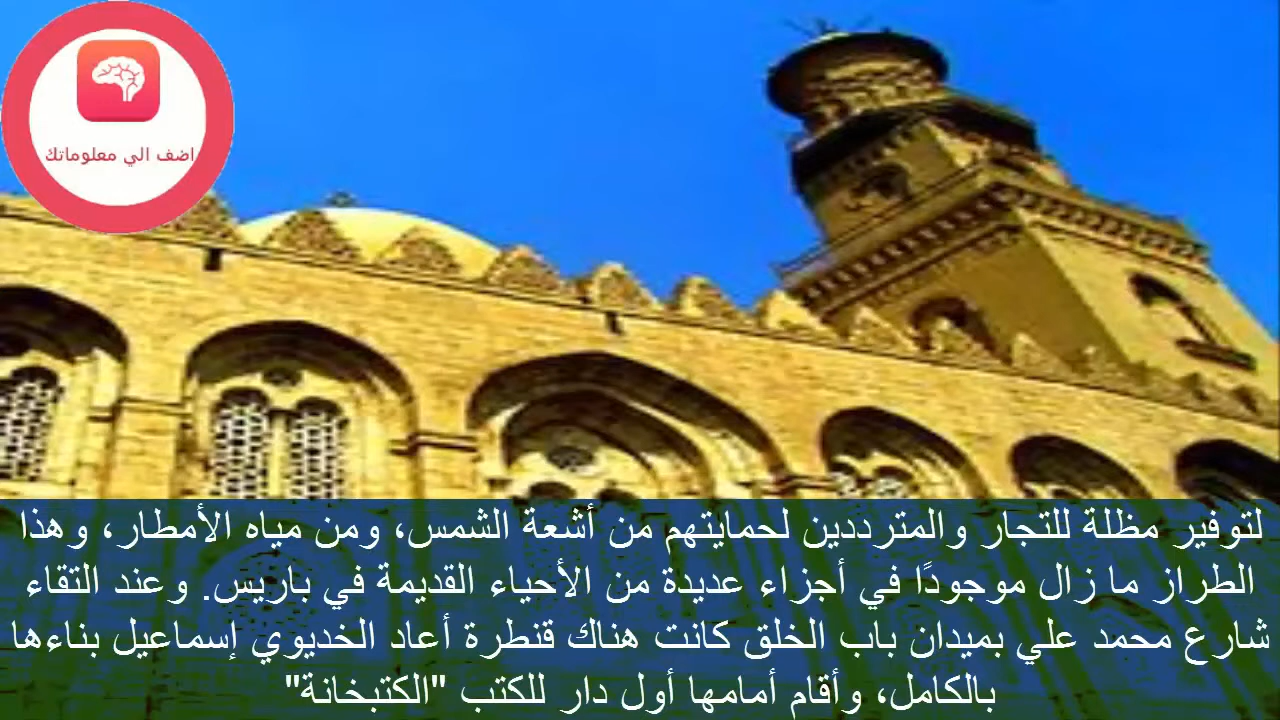 اضف الي معلوماتك
لتوفير مظلة للتجار والمترددين لحمايتهم من أشعة الشمس، ومن مياه الأمطار، وهذا
الطراز ما زال موجودًا في أجزاء عديدة من الأحياء القديمة في باريس. وعند التقاء
شارع محمد علي بميدان باب الخلق كانت هناك قنطرة أعاد الخديوي إسماعيل بناءها
بالكامل، وأقام أمامها أول دار للكتب "الكتبخانة"